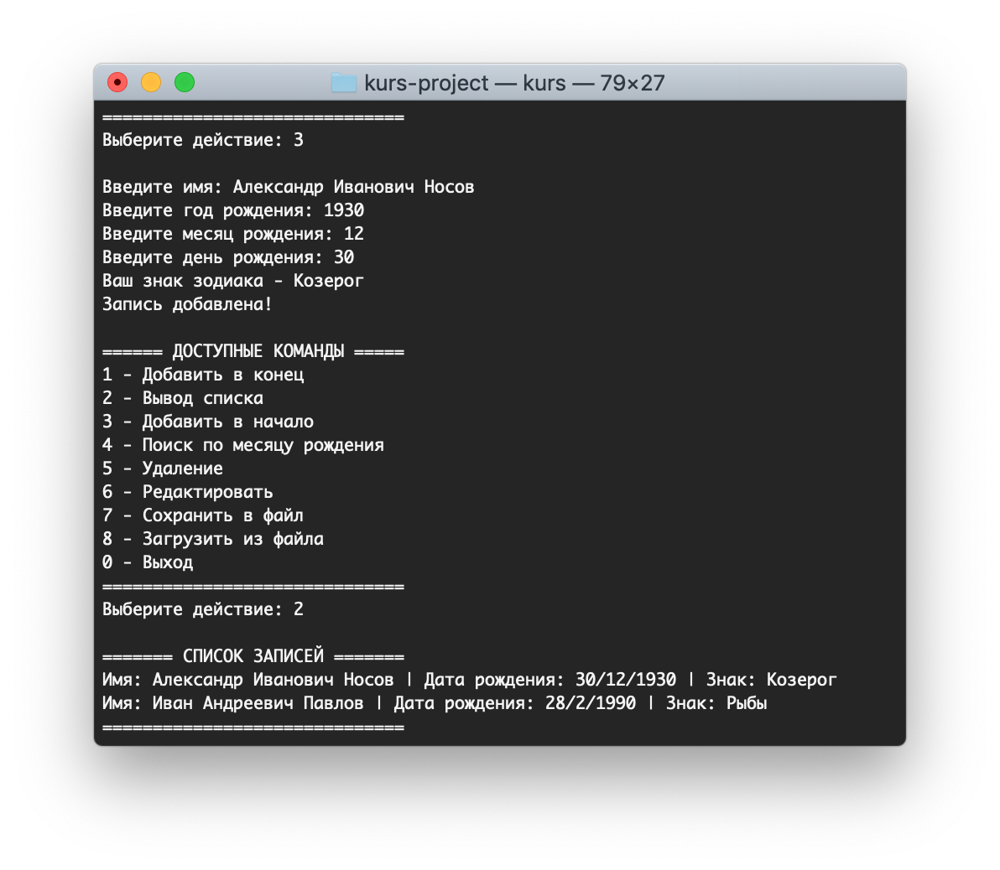 kurs-project — kurs — 79×27
==============================
Выберите действие: 3
Введите имя: Александр Иванович Носов
Введите год рождения: 1930
Введите месяц рождения: 12
Введите день рождения: 30
Ваш знак зодиака - Козерог
Запись добавлена!
====== ДОСТУПНЫЕ КОМАНДЫ =====
1 - Добавить в конец
2 - Вывод списка
3 - Добавить в начало
4 - Поиск по месяцу рождения
5 - Удаление
6 - Редактировать
7 - Сохранить в файл
8 - Загрузить из файла
0 - Выход
==============================
Выберите действие: 2
======= СПИСОК ЗАПИСЕЙ =======
Имя: Александр Иванович Носов | Дата рождения: 30/12/1930 | Знак: Козерог
Имя: Иван Андреевич Павлов | Дата рождения: 28/2/1990 | Знак: Рыбы
==============================